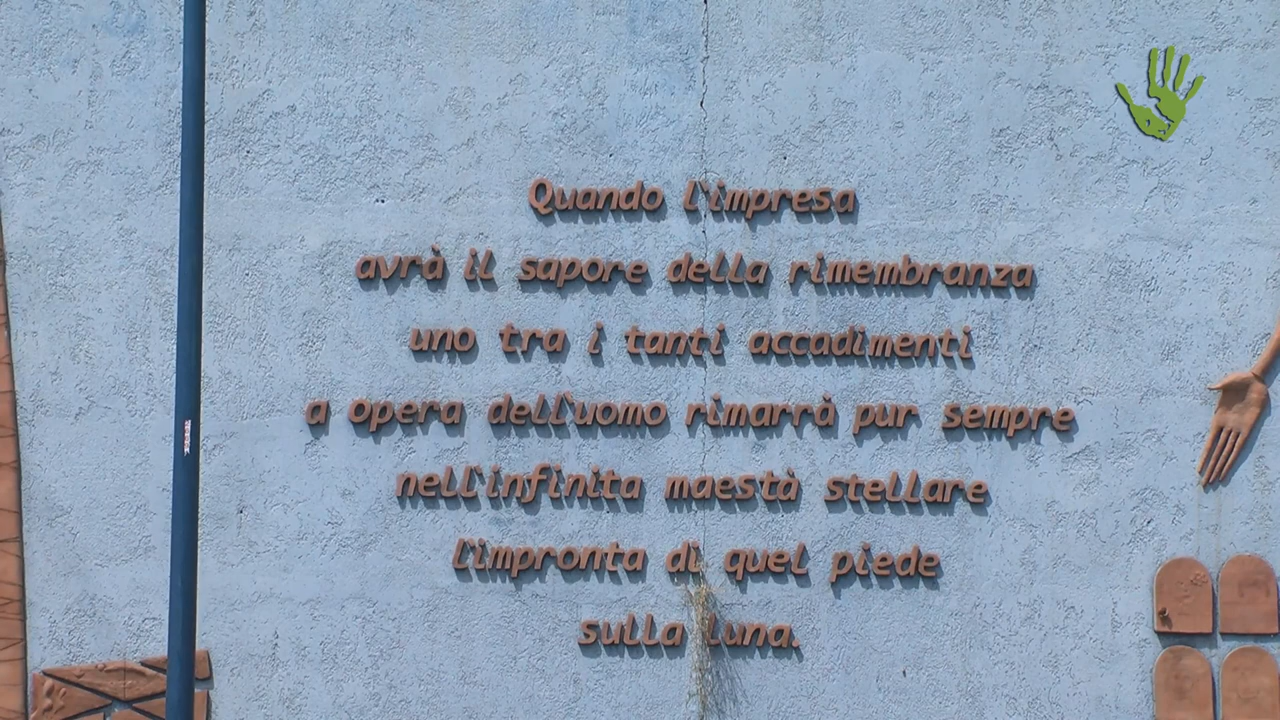 Quando l'impresa
avrà il sapore della rimembranza
uno tra i tanti accadimenti
a opera dell'uomo rimarrà pur sempre
nell'infinita maestà stellare
l'impronta di quel piede
sulla luna.